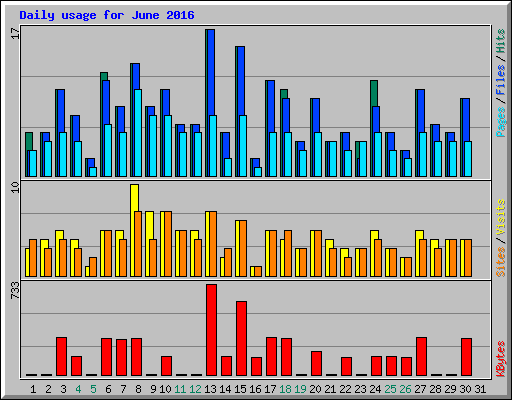 Daily usage for June 2016
17
Pages / Files / Hits
10
Sites / Visits
733
KBytes
1 2 3 4 5 6 7 8 9 10 11 12 13 14 15 16 17 18 19 20 21 22 23 24 25 26 27 28 29 30 31